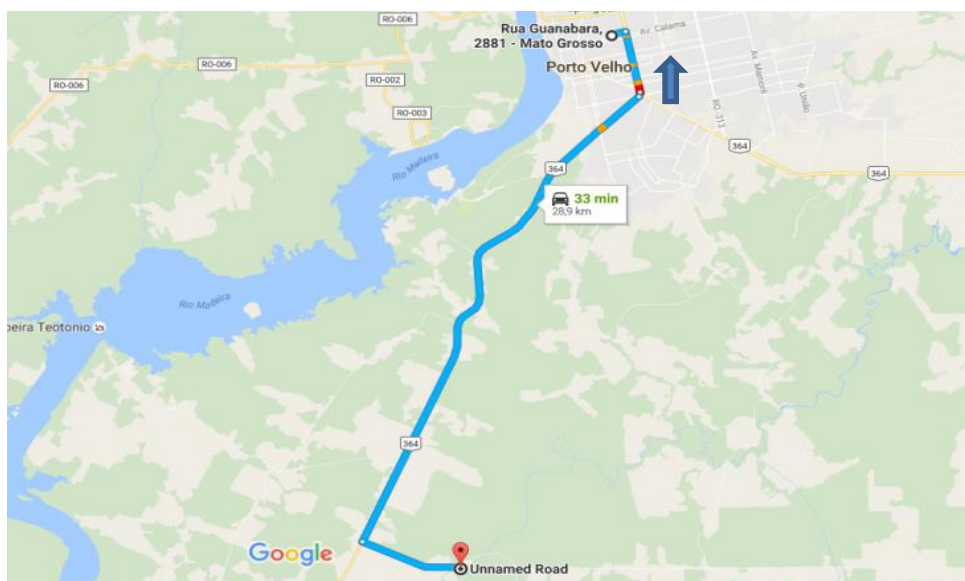 RO-006
Rua Guanabara,
2881 - Mato Grosso
Av. Calama
Porto Velho
RO-006
RO-006
RO-002
Av. Mamoré
R. União
RO-313
RO-003
364
364
Rio Madeira
364
33 min
28,9 km
Rio Madeira
oeira Teotonio
364
Google
Unnamed Road